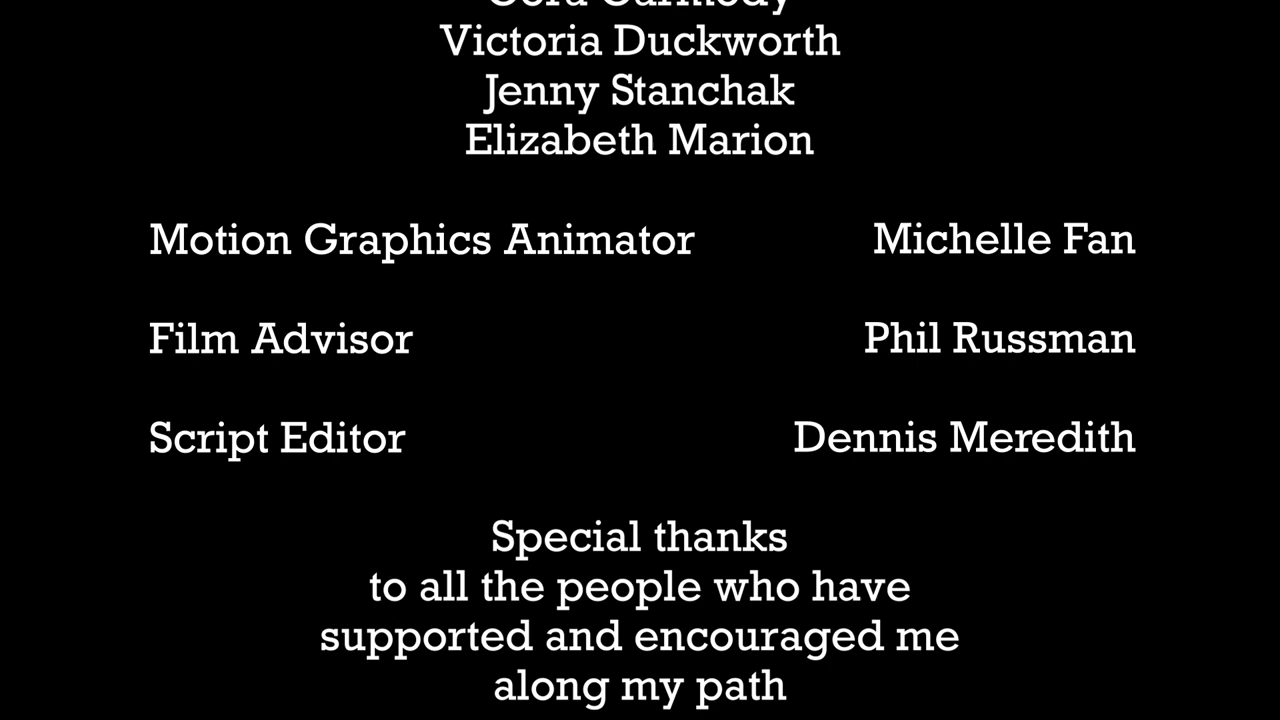 Victoria Duckworth
Jenny Stanchak
Elizabeth Marion
Motion Graphics Animator Michelle Fan
Film Advisor Phil Russman
Script Editor Dennis Meredith
Special thanks
to all the people who have
supported and encouraged me
along my path